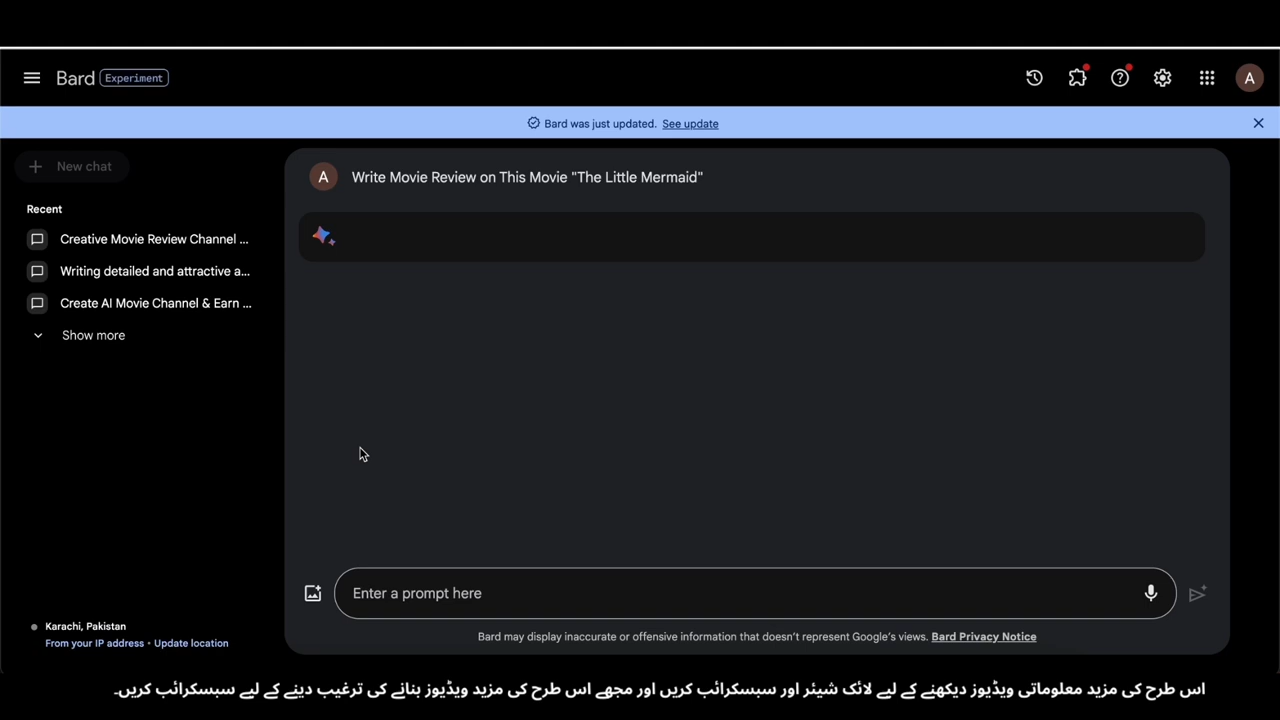 Bard Experiment
A
Bard was just updated. See update
New chat
A Write Movie Review on This Movie "The Little Mermaid"
Recent
Creative Movie Review Channel ...
Writing detailed and attractive a...
Create AI Movie Channel & Earn ...
Show more
Enter a prompt here
Karachi, Pakistan
From your IP address • Update location
Bard may display inaccurate or offensive information that doesn't represent Google's views. Bard Privacy Notice
اس طرح کی مزید معلوماتی ویڈیوز دیکھنے کے لیے لائک شیئر اور سبسکرائب کریں اور مجھے اس طرح کی مزید ویڈیوز بنانے کی ترغیب دینے کے لیے سبسکرائب کریں۔